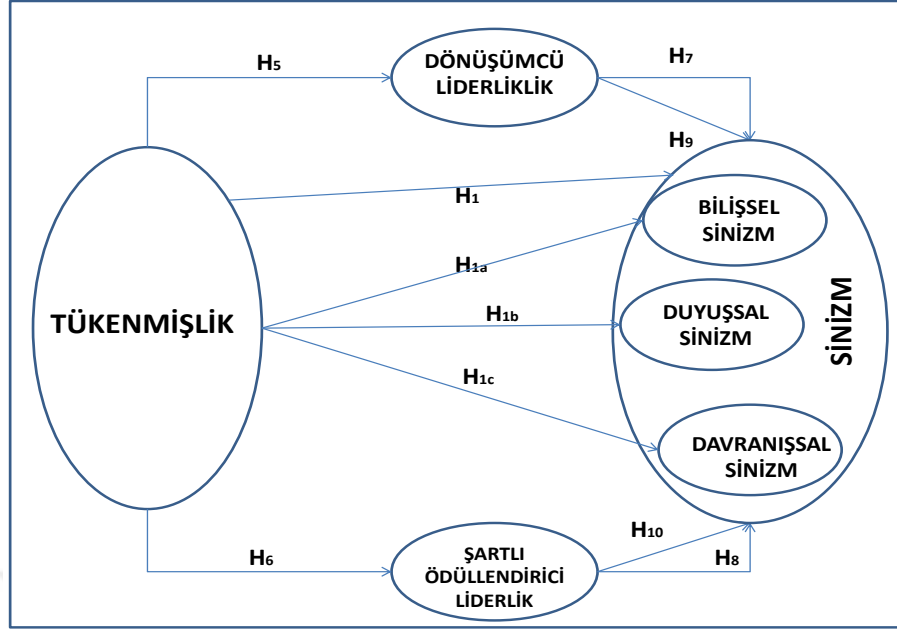 H5
DÖNÜŞÜMCÜ
LİDERLİKLİK
H7
H9
H1
BİLİŞSEL
SİNİZM
H1a
TÜKENMİŞLİK
H1b
DUYUŞSAL
SİNİZM
SİNİZM
H1c
DAVRANIŞSAL
SİNİZM
H10
H6
ŞARTLI
ÖDÜLLENDİRİCİ
LİDERLİK
H8